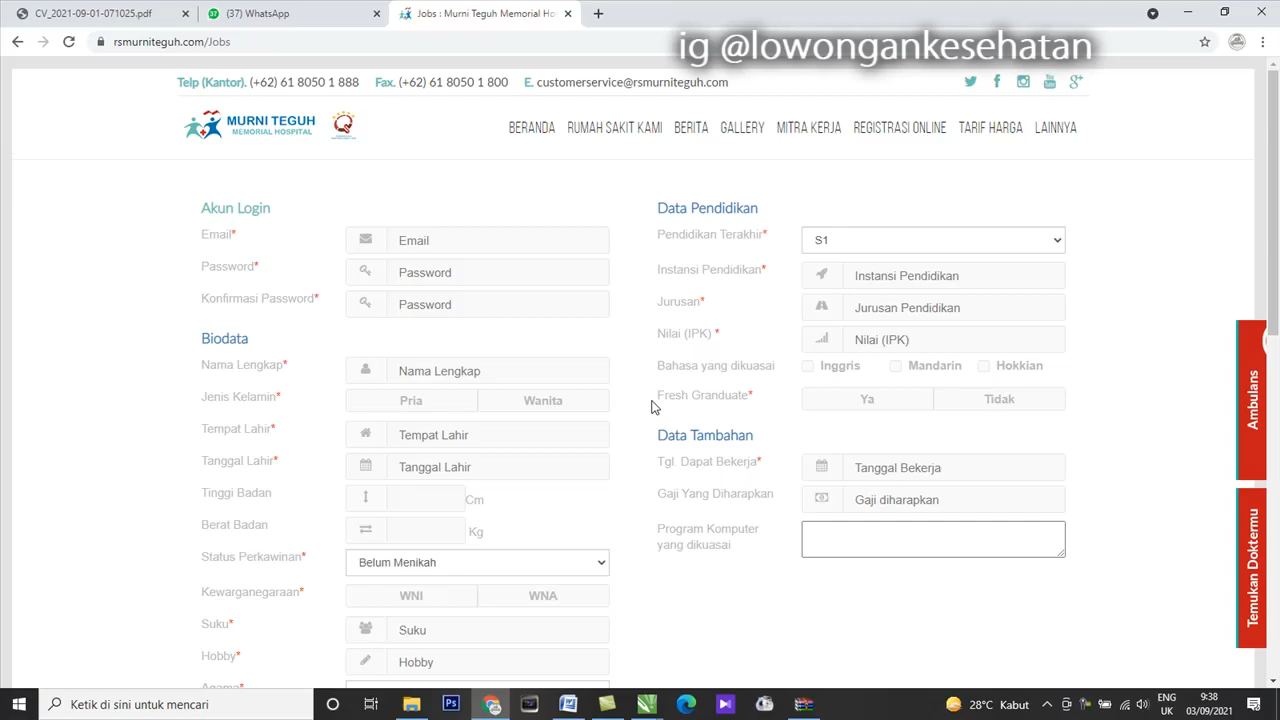 CV_2021-09-01-071025.pdf
(37) WhatsApp
Jobs : Murni Teguh Memorial Ho
rsmurniteguh.com/Jobs
ig @lowongankesehatan
Telp (Kantor). (+62) 61 8050 1 888 Fax. (+62) 61 8050 1 800 E. customerservice@rsmurniteguh.com
MURNI TEGUH
MEMORIAL HOSPITAL
BERANDA RUMAH SAKIT KAMI BERITA GALLERY MITRA KERJA REGISTRASI ONLINE TARIF HARGA LAINNYA
Akun Login
Email* Email
Password* Password
Konfirmasi Password* Password
Biodata
Nama Lengkap* Nama Lengkap
Jenis Kelamin* Pria Wanita
Tempat Lahir* Tempat Lahir
Tanggal Lahir* Tanggal Lahir
Tinggi Badan Cm
Berat Badan Kg
Status Perkawinan* Belum Menikah
Kewarganegaraan* WNI WNA
Suku* Suku
Hobby* Hobby
Agama*
Data Pendidikan
Pendidikan Terakhir* S1
Instansi Pendidikan* Instansi Pendidikan
Jurusan* Jurusan Pendidikan
Nilai (IPK) * Nilai (IPK)
Bahasa yang dikuasai Inggris Mandarin Hokkian
Fresh Granduate* Ya Tidak
Data Tambahan
Tgl. Dapat Bekerja* Tanggal Bekerja
Gaji Yang Diharapkan Gaji diharapkan
Program Komputer
yang dikuasai
Ambulans
Temukan Doktermu
Ketik di sini untuk mencari
28°C Kabut
ENG
UK
9:38
03/09/2021